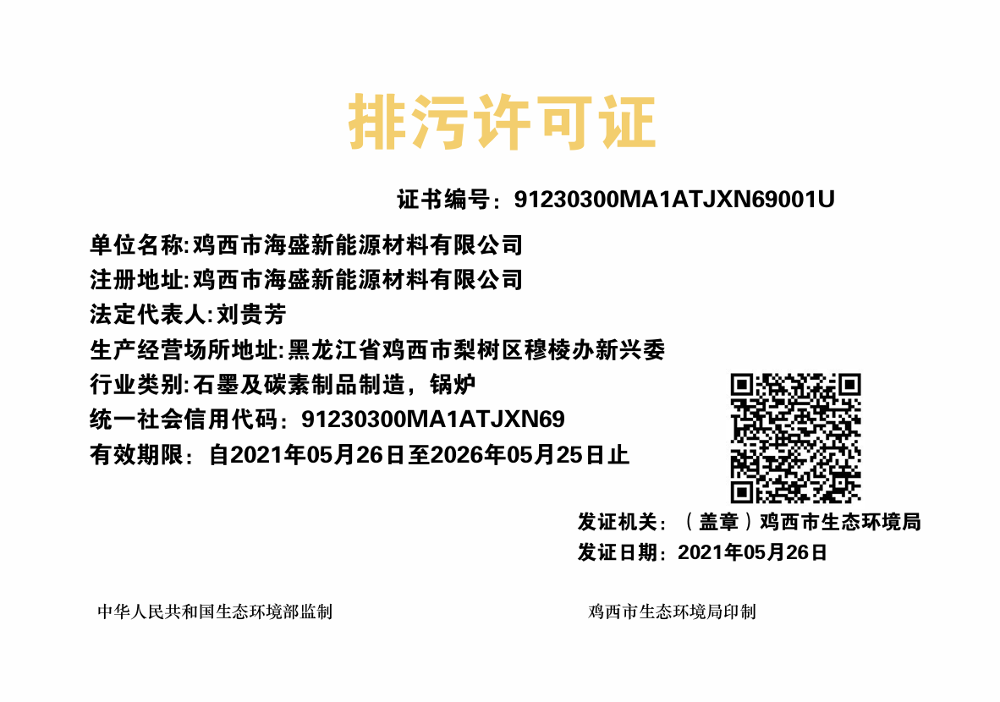 排污许可证
证书编号：91230300MA1ATJXN69001U
单位名称:鸡西市海盛新能源材料有限公司
注册地址:鸡西市海盛新能源材料有限公司
法定代表人:刘贵芳
生产经营场所地址:黑龙江省鸡西市梨树区穆棱办新兴委
行业类别:石墨及碳素制品制造，锅炉
统一社会信用代码：91230300MA1ATJXN69
有效期限：自2021年05月26日至2026年05月25日止
发证机关：（盖章）鸡西市生态环境局
发证日期：2021年05月26日
中华人民共和国生态环境部监制
鸡西市生态环境局印制